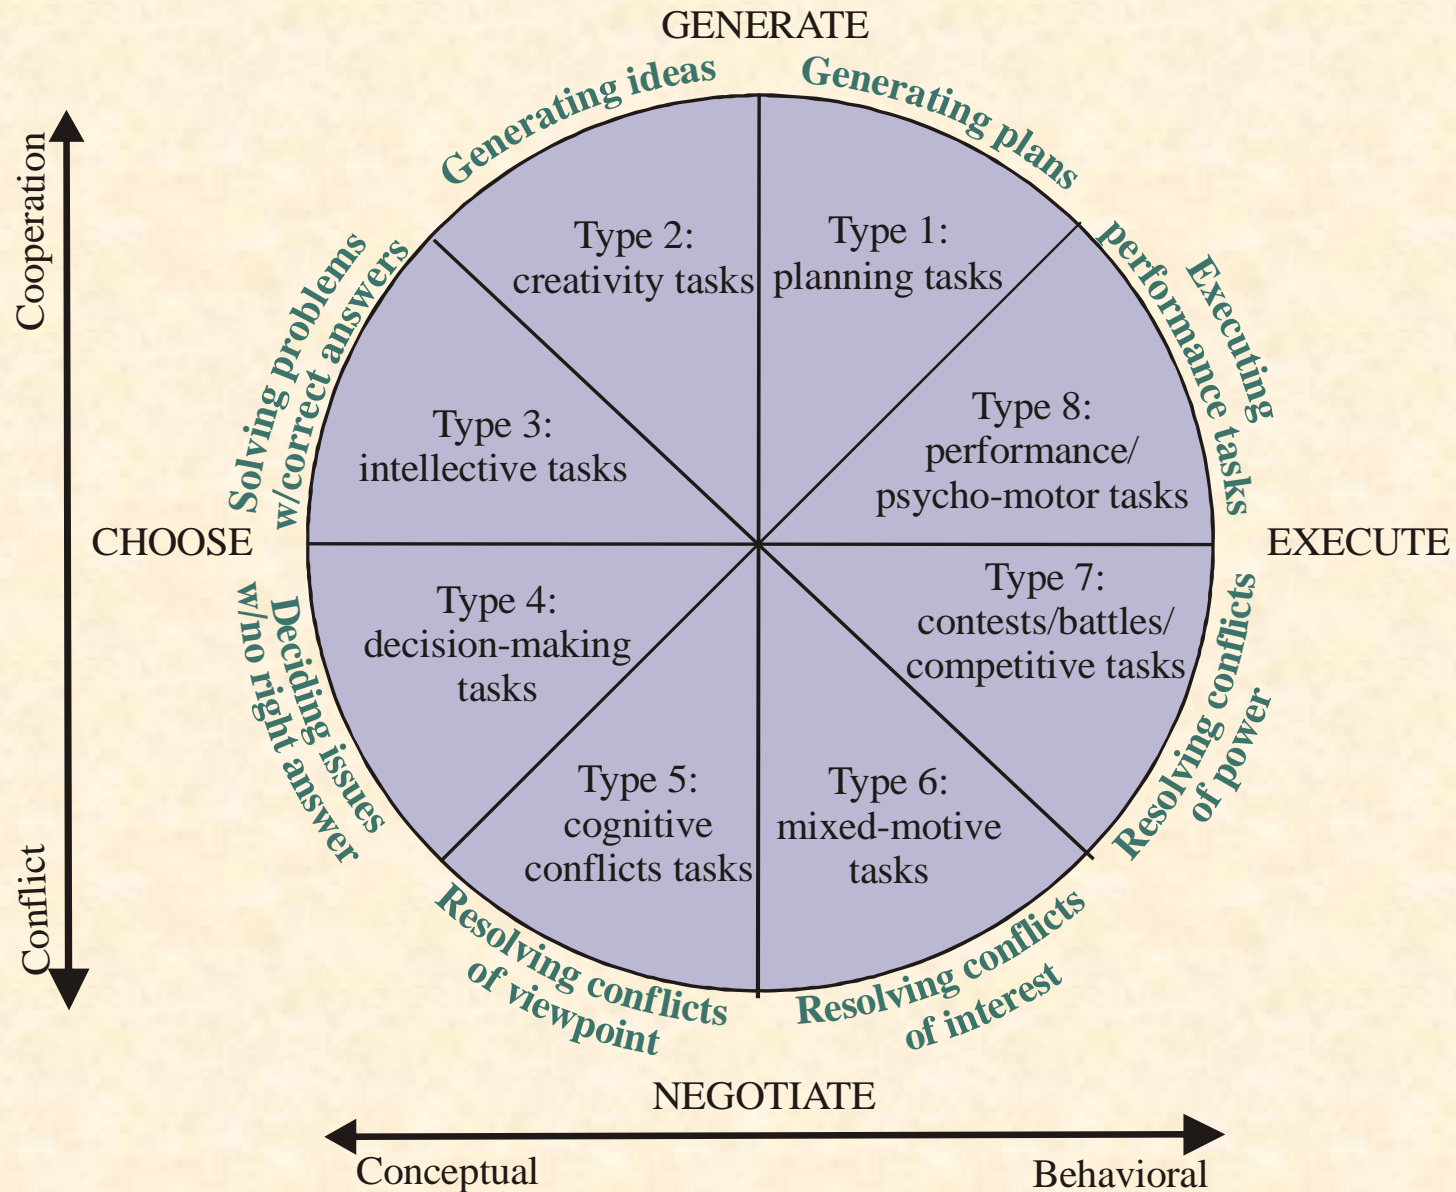 GENERATE
Generating ideas
Generating plans
Cooperation
Type 2:
creativity tasks
Type 1:
planning tasks
Solving problems
w/correct answers
Executing
performance tasks
Type 3:
intellective tasks
Type 8:
performance/
psycho-motor tasks
CHOOSE
EXECUTE
Type 4:
decision-making
tasks
Type 7:
contests/battles/
competitive tasks
Deciding issues
w/no right answer
Resolving conflicts
of power
Type 5:
cognitive
conflicts tasks
Type 6:
mixed-motive
tasks
Conflict
Resolving conflicts
of viewpoint
Resolving conflicts
of interest
NEGOTIATE
Conceptual
Behavioral